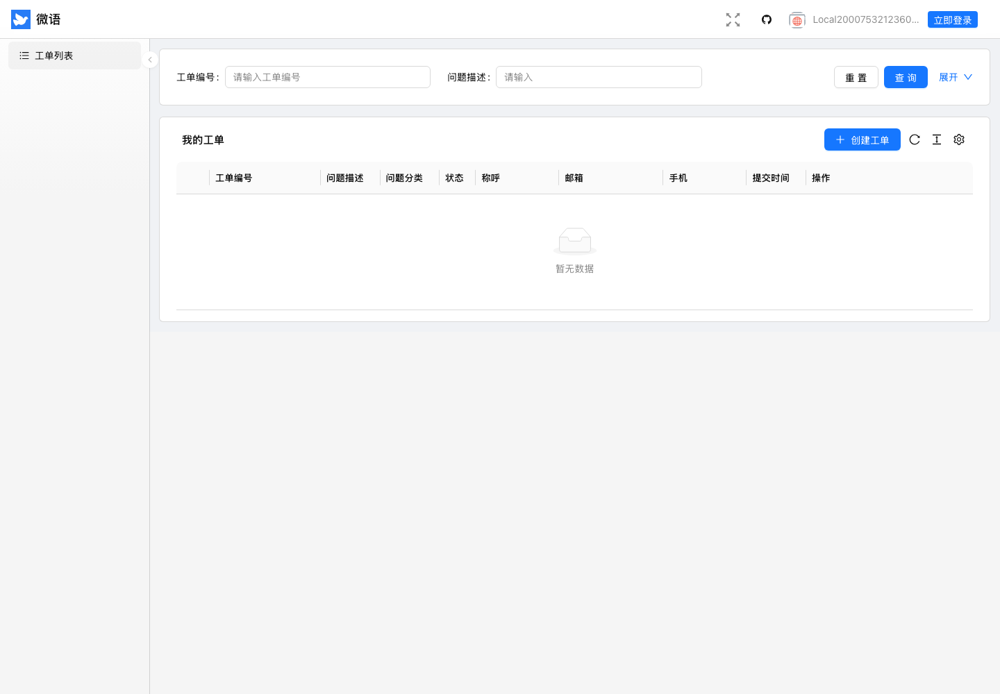 微语
Local2000753212360...
立即登录
工单列表
工单编号:
请输入工单编号
问题描述:
请输入
重 置
查 询
展开
我的工单
创建工单
工单编号 问题描述 问题分类 状态 称呼 邮箱 手机 提交时间 操作
暂无数据